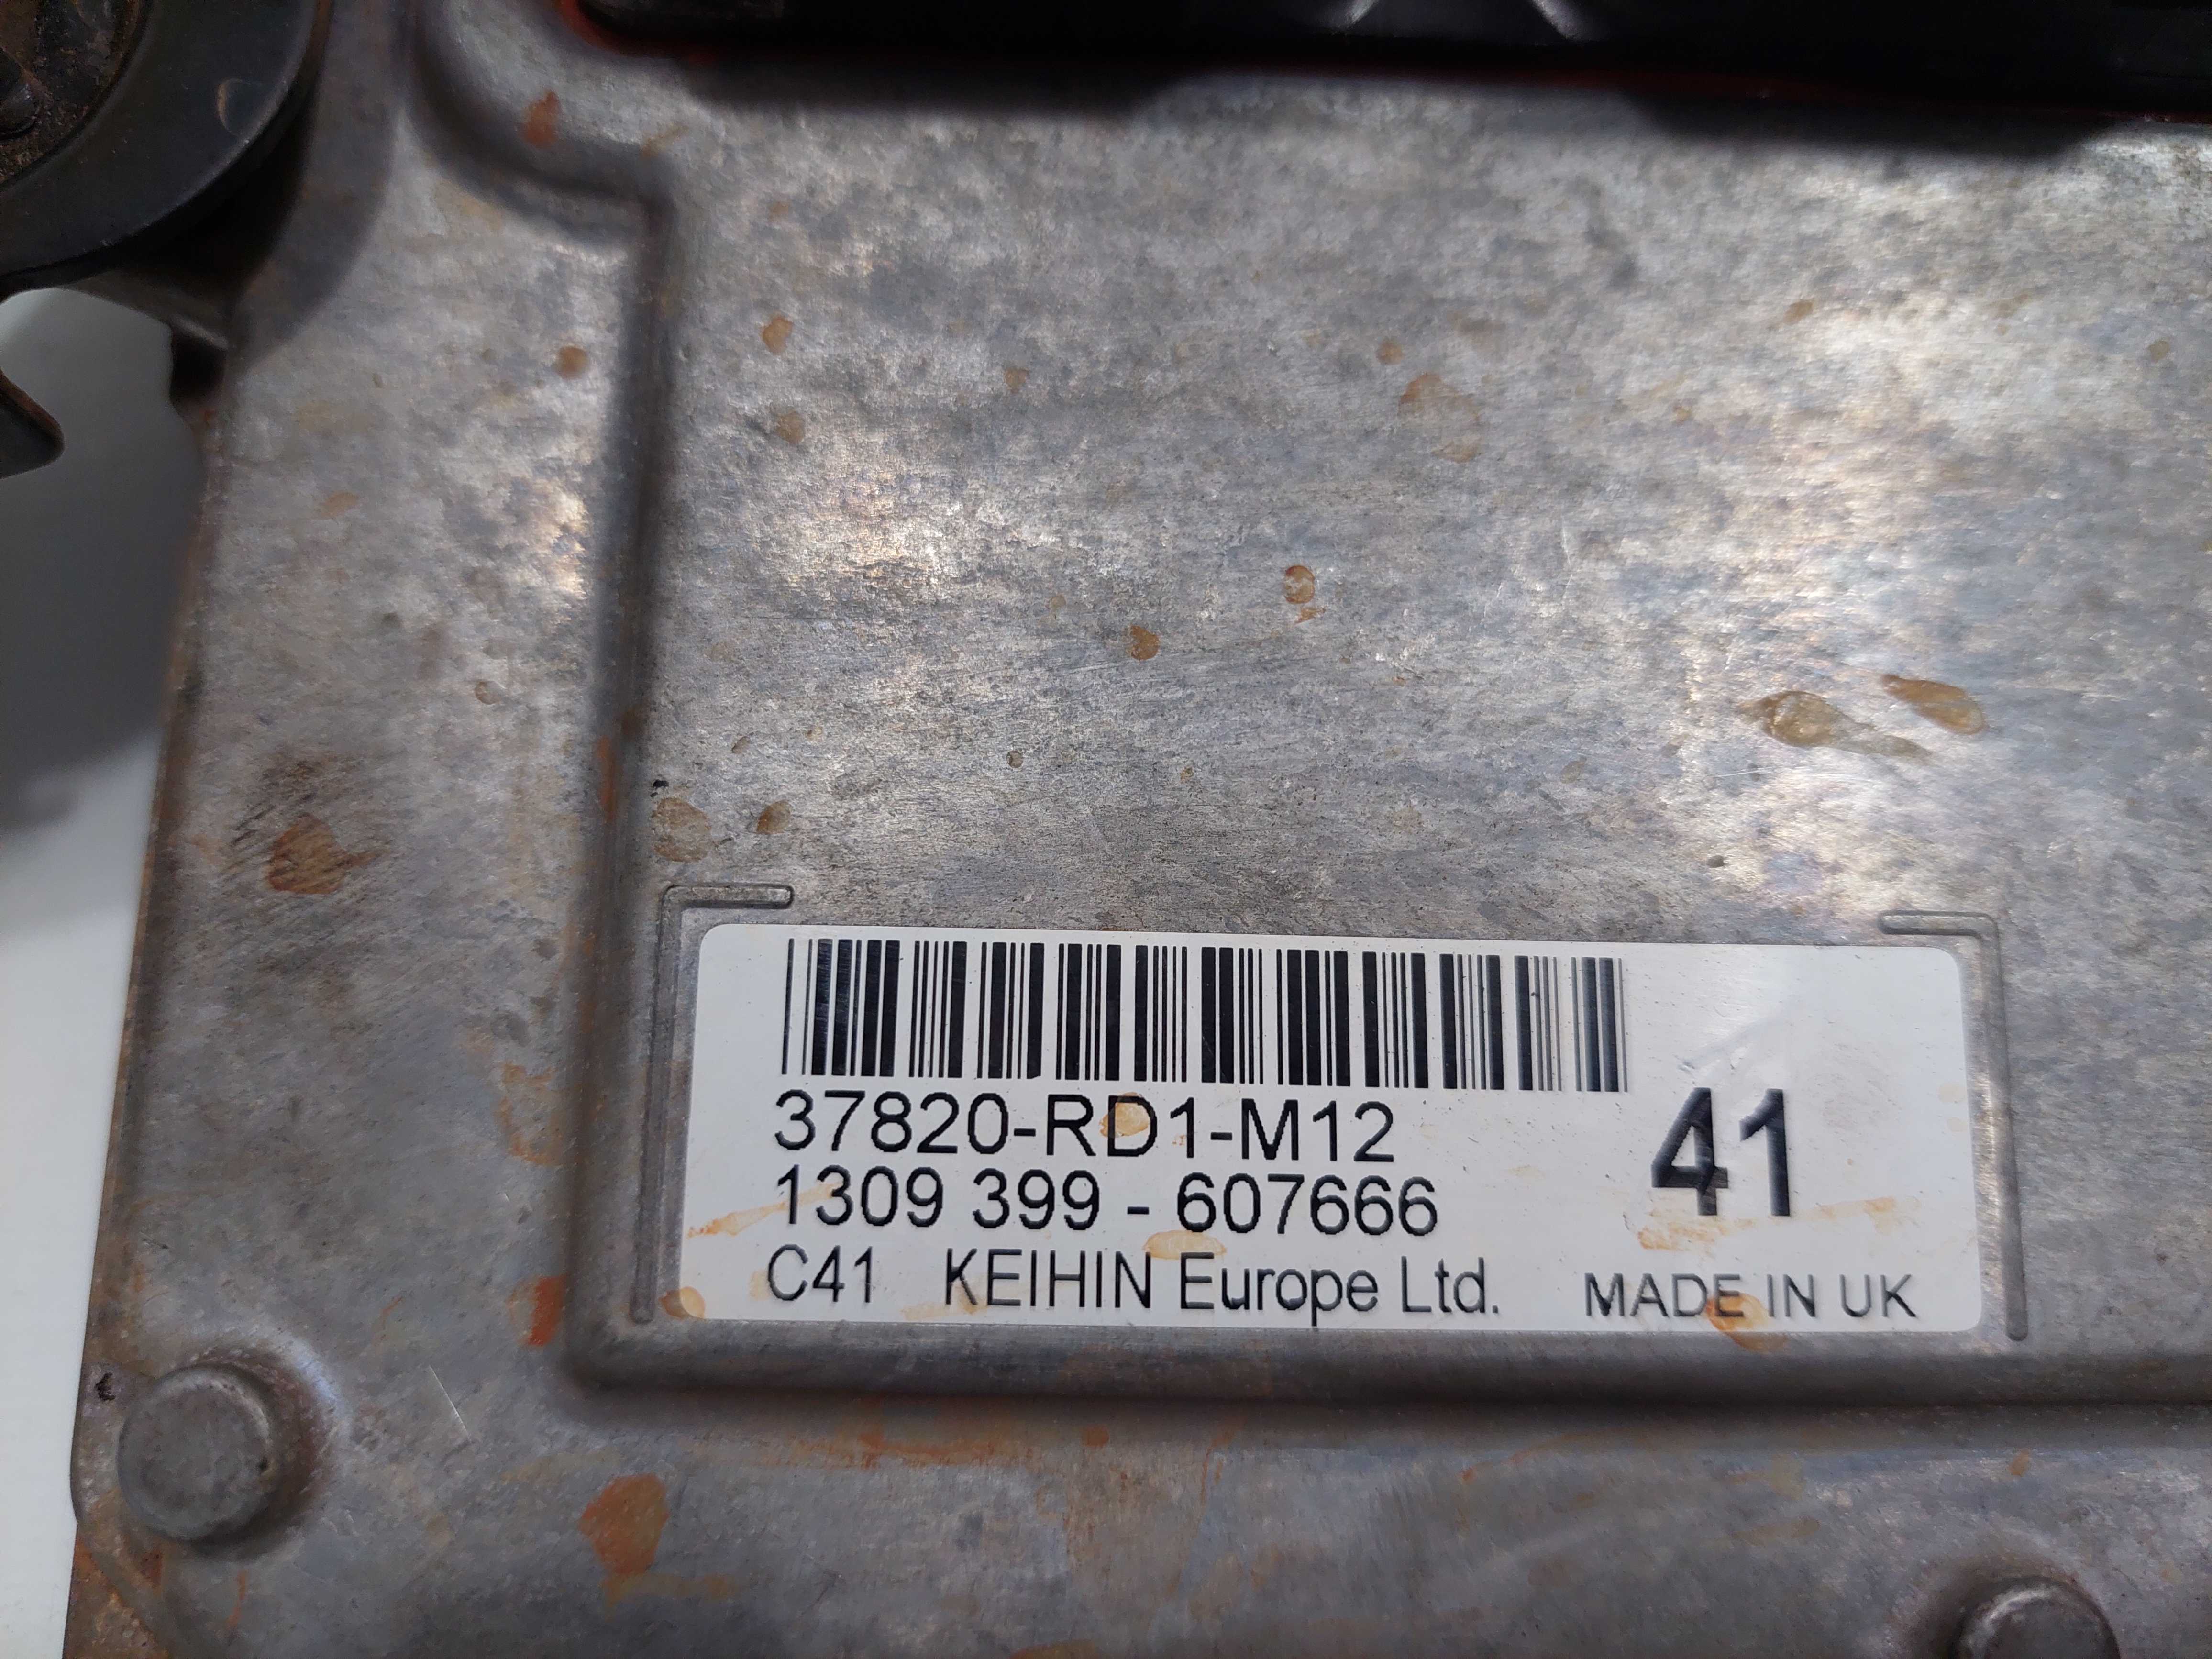 37820-RD1-M12
41
1309 399 - 607666
C41 KEIHIN Europe Ltd. MADE IN UK